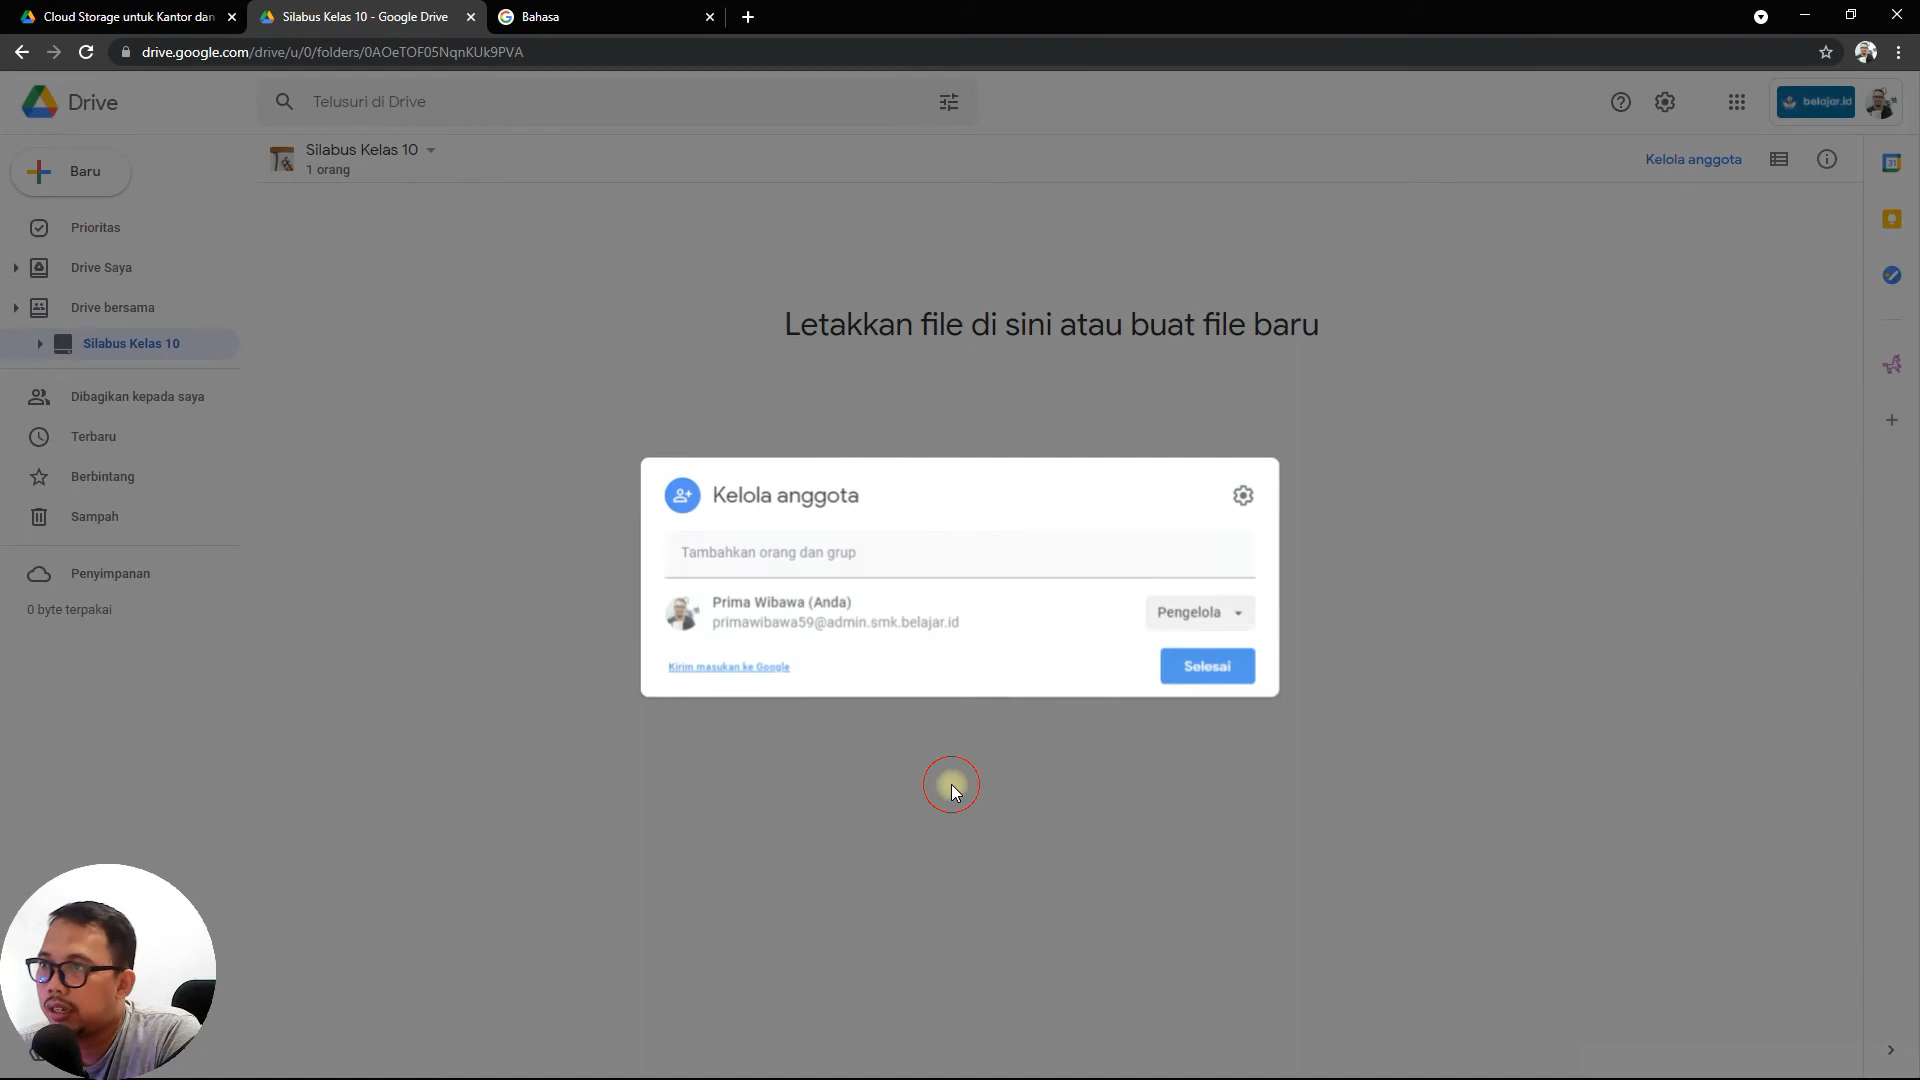 Cloud Storage untuk Kantor dan
Silabus Kelas 10 - Google Drive
Bahasa
drive.google.com/drive/u/0/folders/0AOeTOF05NqnKUk9PVA
Drive
Telusuri di Drive
belajar.id
Baru
Silabus Kelas 10
1 orang
Kelola anggota
31
Prioritas
Drive Saya
Drive bersama
Silabus Kelas 10
Dibagikan kepada saya
Terbaru
Berbintang
Sampah
Penyimpanan
0 byte terpakai
Letakkan file di sini atau buat file baru
Kelola anggota
Tambahkan orang dan grup
Prima Wibawa (Anda)
primawibawa59@admin.smk.belajar.id
Pengelola
Kirim masukan ke Google
Selesai